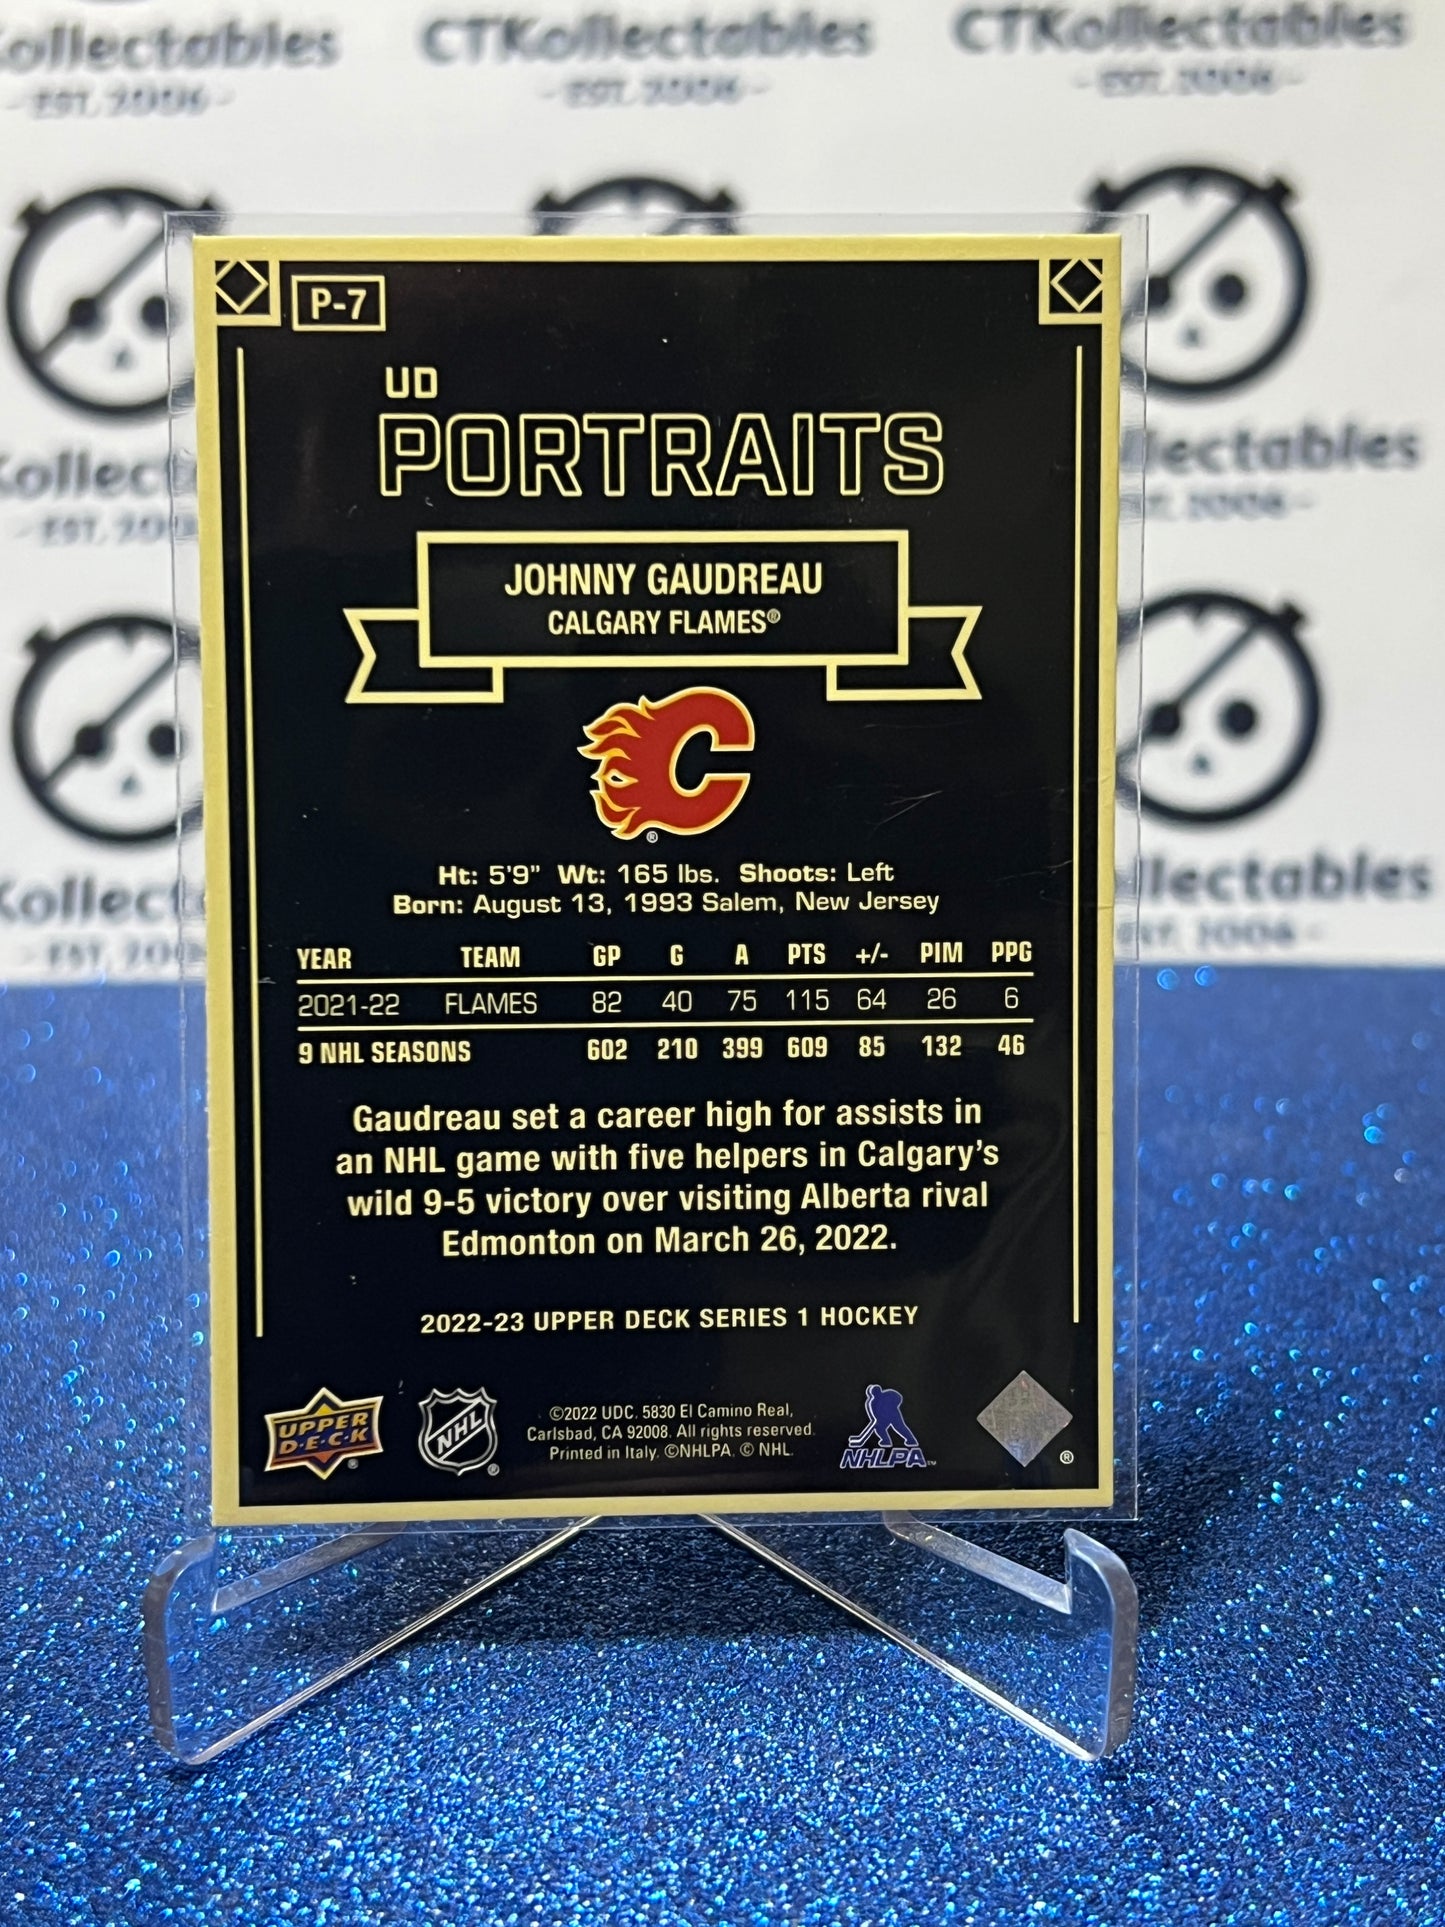 Kollectables
CTKollectables
CTKollectables
-EST. 2006-
-EST. 2006-
-EST. 2006-
P-7
UD
PORTRAITS
JOHNNY GAUDREAU
CALGARY FLAMES®
C
®
Ht: 5'9" Wt: 165 lbs. Shoots: Left
Born: August 13, 1993 Salem, New Jersey
YEAR TEAM GP G A PTS +/- PIM PPG
2021-22 FLAMES 82 40 75 115 64 26 6
9 NHL SEASONS 602 210 399 609 85 132 46
Gaudreau set a career high for assists in
an NHL game with five helpers in Calgary's
wild 9-5 victory over visiting Alberta rival
Edmonton on March 26, 2022.
2022-23 UPPER DECK SERIES 1 HOCKEY
UPPER
D·E·C·K
®
NHL
®
©2022 UDC. 5830 El Camino Real,
Carlsbad, CA 92008. All rights reserved.
Printed in Italy. ©NHLPA. © NHL.
NHLPA™
®